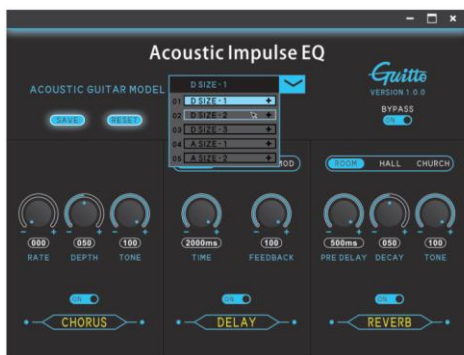 Acoustic Impulse EQ
Guitto
VERSION 1.0.0
ACOUSTIC GUITAR MODEL
D SIZE - 1
BYPASS
ON
SAVE
RESET
01 D SIZE - 1 +
02 D SIZE - 2
03 D SIZE - 3 +
04 A SIZE - 1 +
05 A SIZE - 2 +
MOD
ROOM HALL CHURCH
- + - + - +
000 050 100
RATE DEPTH TONE
- + - +
2000ms 100
TIME FEEDBACK
- + - + - +
500ms 050 100
PRE DELAY DECAY TONE
ON
CHORUS
ON
DELAY
ON
REVERB